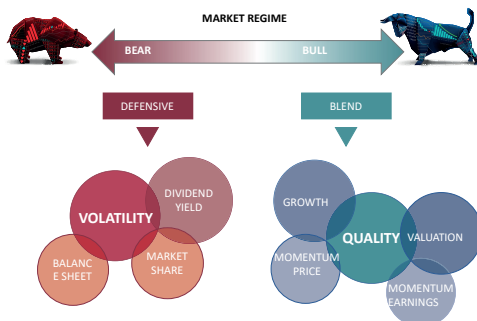 MARKET REGIME
BEAR
BULL
DEFENSIVE
BLEND
VOLATILITY
DIVIDEND
YIELD
BALANC
E SHEET
MARKET
SHARE
GROWTH
QUALITY
VALUATION
MOMENTUM
PRICE
MOMENTUM
EARNINGS